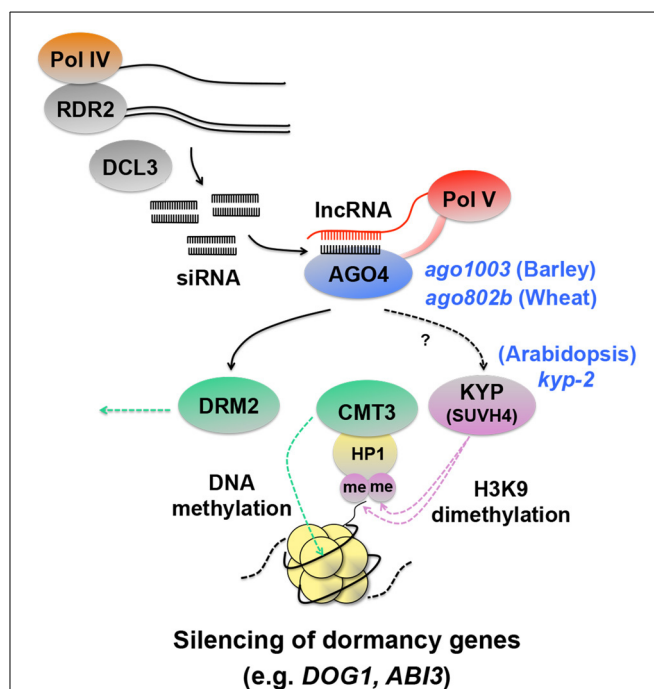 Pol IV
RDR2
DCL3
siRNA
lncRNA
Pol V
AGO4
ago1003 (Barley)
ago802b (Wheat)
?
(Arabidopsis)
kyp-2
DRM2
CMT3
KYP
(SUVH4)
HP1
me me
DNA
methylation
H3K9
dimethylation
Silencing of dormancy genes
(e.g. DOG1, ABI3)